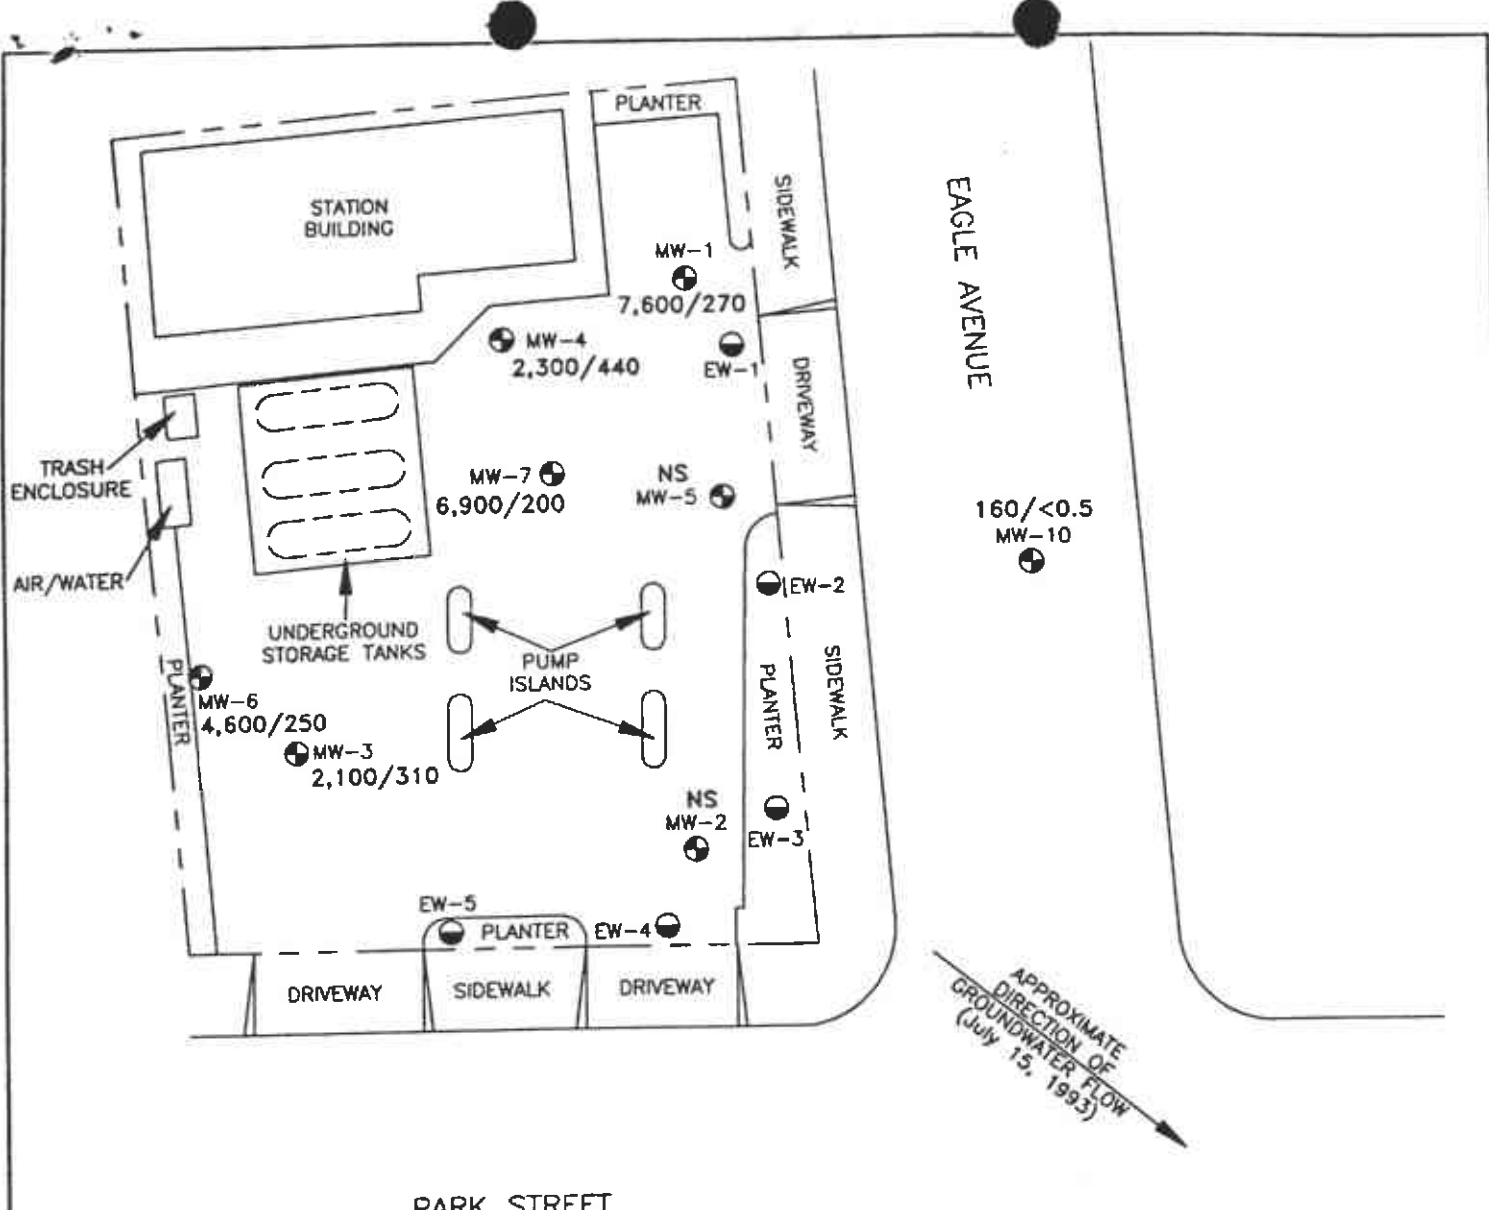 PLANTER
STATION
BUILDING
SIDEWALK
EAGLE AVENUE
MW-1
7,600/270
MW-4
2,300/440
EW-1
DRIVEWAY
TRASH
ENCLOSURE
MW-7
6,900/200
NS
MW-5
160/<0.5
MW-10
AIR/WATER
EW-2
UNDERGROUND
STORAGE TANKS
PUMP
ISLANDS
PLANTER
SIDEWALK
PLANTER
MW-6
4,600/250
MW-3
2,100/310
NS
MW-2
EW-3
EW-5
PLANTER
EW-4
DRIVEWAY
SIDEWALK
DRIVEWAY
APPROXIMATE
DIRECTION OF
GROUNDWATER FLOW
(July 15, 1993)
PARK STREET